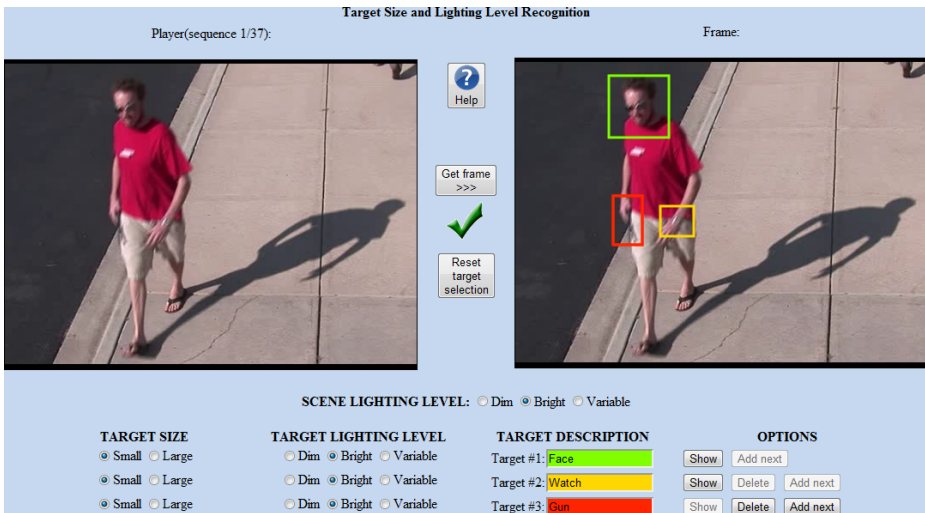 Target Size and Lighting Level Recognition
Player(sequence 1/37):
Frame:
Help
Get frame
>>>
Reset
target
selection
SCENE LIGHTING LEVEL: Dim Bright Variable
TARGET SIZE TARGET LIGHTING LEVEL TARGET DESCRIPTION OPTIONS
Small Large Dim Bright Variable Target #1: Face Show Add next
Small Large Dim Bright Variable Target #2: Watch Show Delete Add next
Small Large Dim Bright Variable Target #3: Gun Show Delete Add next